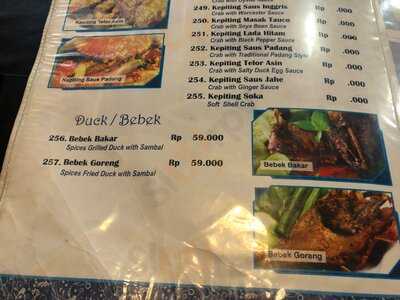 Kepiting Telor Asin
Kepiting Saus Padang
249. Kepiting Saus Inggris
Crab with Worcester Sauce
Rp .000
250. Kepiting Masak Tauco
Crab with Soya Bean Sauce
Rp .000
251. Kepiting Lada Hitam
Crab with Black Pepper Sauce
Rp .000
252. Kepiting Saus Padang
Crab with Traditional Padang Style
Rp .000
253. Kepiting Telor Asin
Crab with Salty Duck Egg Sauce
Rp .000
254. Kepiting Saus Jahe
Crab with Ginger Sauce
Rp .000
255. Kepiting Soka
Soft Shell Crab
Rp .000
Duck / Bebek
256. Bebek Bakar Rp 59.000
Spices Grilled Duck with Sambal
257. Bebek Goreng Rp 59.000
Spices Fried Duck with Sambal
Bebek Bakar
Bebek Goreng